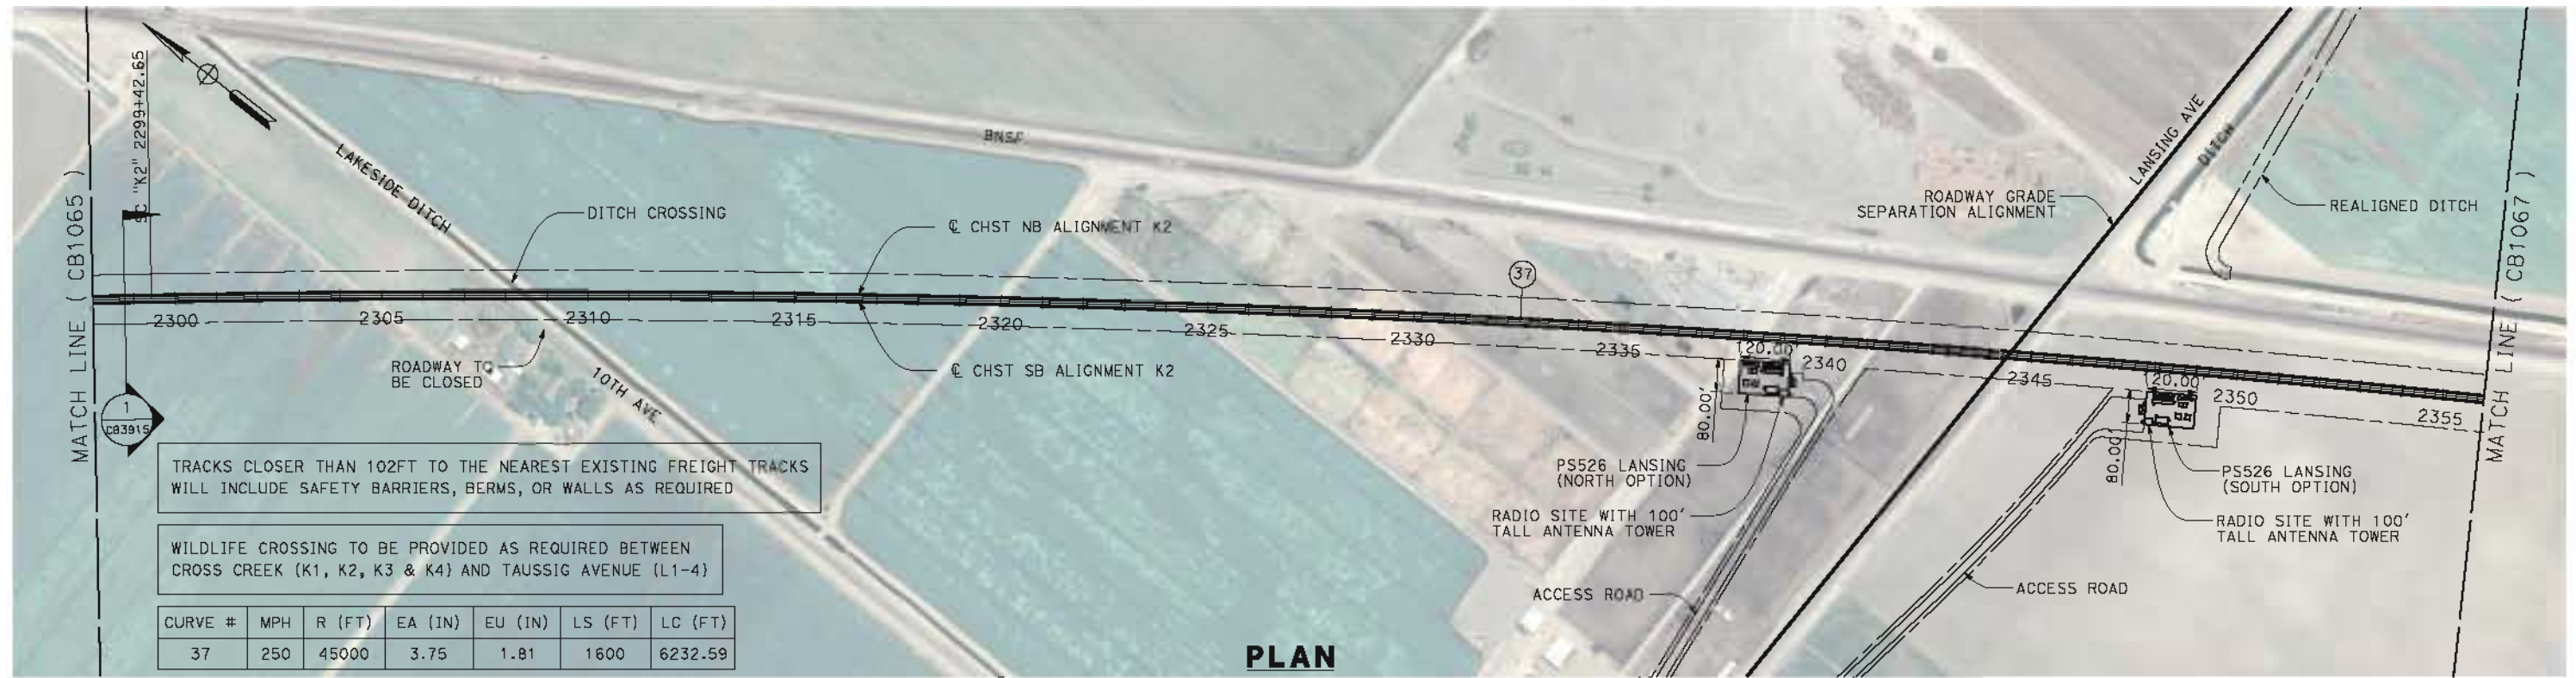 SC "K2" 2299+42.65
MATCH LINE ( CB1065 )
LAKESIDE DITCH
DITCH CROSSING
BNSF
℄ CHST NB ALIGNMENT K2
37
ROADWAY GRADE
SEPARATION ALIGNMENT
LANSING AVE
DITCH
REALIGNED DITCH
MATCH LINE ( CB1067 )
2300
2305
2310
2315
2320
2325
2330
2335
2340
2345
2350
2355
ROADWAY TO
BE CLOSED
10TH AVE
℄ CHST SB ALIGNMENT K2
120.00'
80.00'
120.00'
80.00'
1
CB3915
PS526 LANSING
(NORTH OPTION)
RADIO SITE WITH 100'
TALL ANTENNA TOWER
ACCESS ROAD
PS526 LANSING
(SOUTH OPTION)
RADIO SITE WITH 100'
TALL ANTENNA TOWER
ACCESS ROAD
TRACKS CLOSER THAN 102FT TO THE NEAREST EXISTING FREIGHT TRACKS
WILL INCLUDE SAFETY BARRIERS, BERMS, OR WALLS AS REQUIRED
WILDLIFE CROSSING TO BE PROVIDED AS REQUIRED BETWEEN
CROSS CREEK (K1, K2, K3 & K4) AND TAUSSIG AVENUE (L1-4)
CURVE # MPH R (FT) EA (IN) EU (IN) LS (FT) LC (FT)
37 250 45000 3.75 1.81 1600 6232.59
PLAN